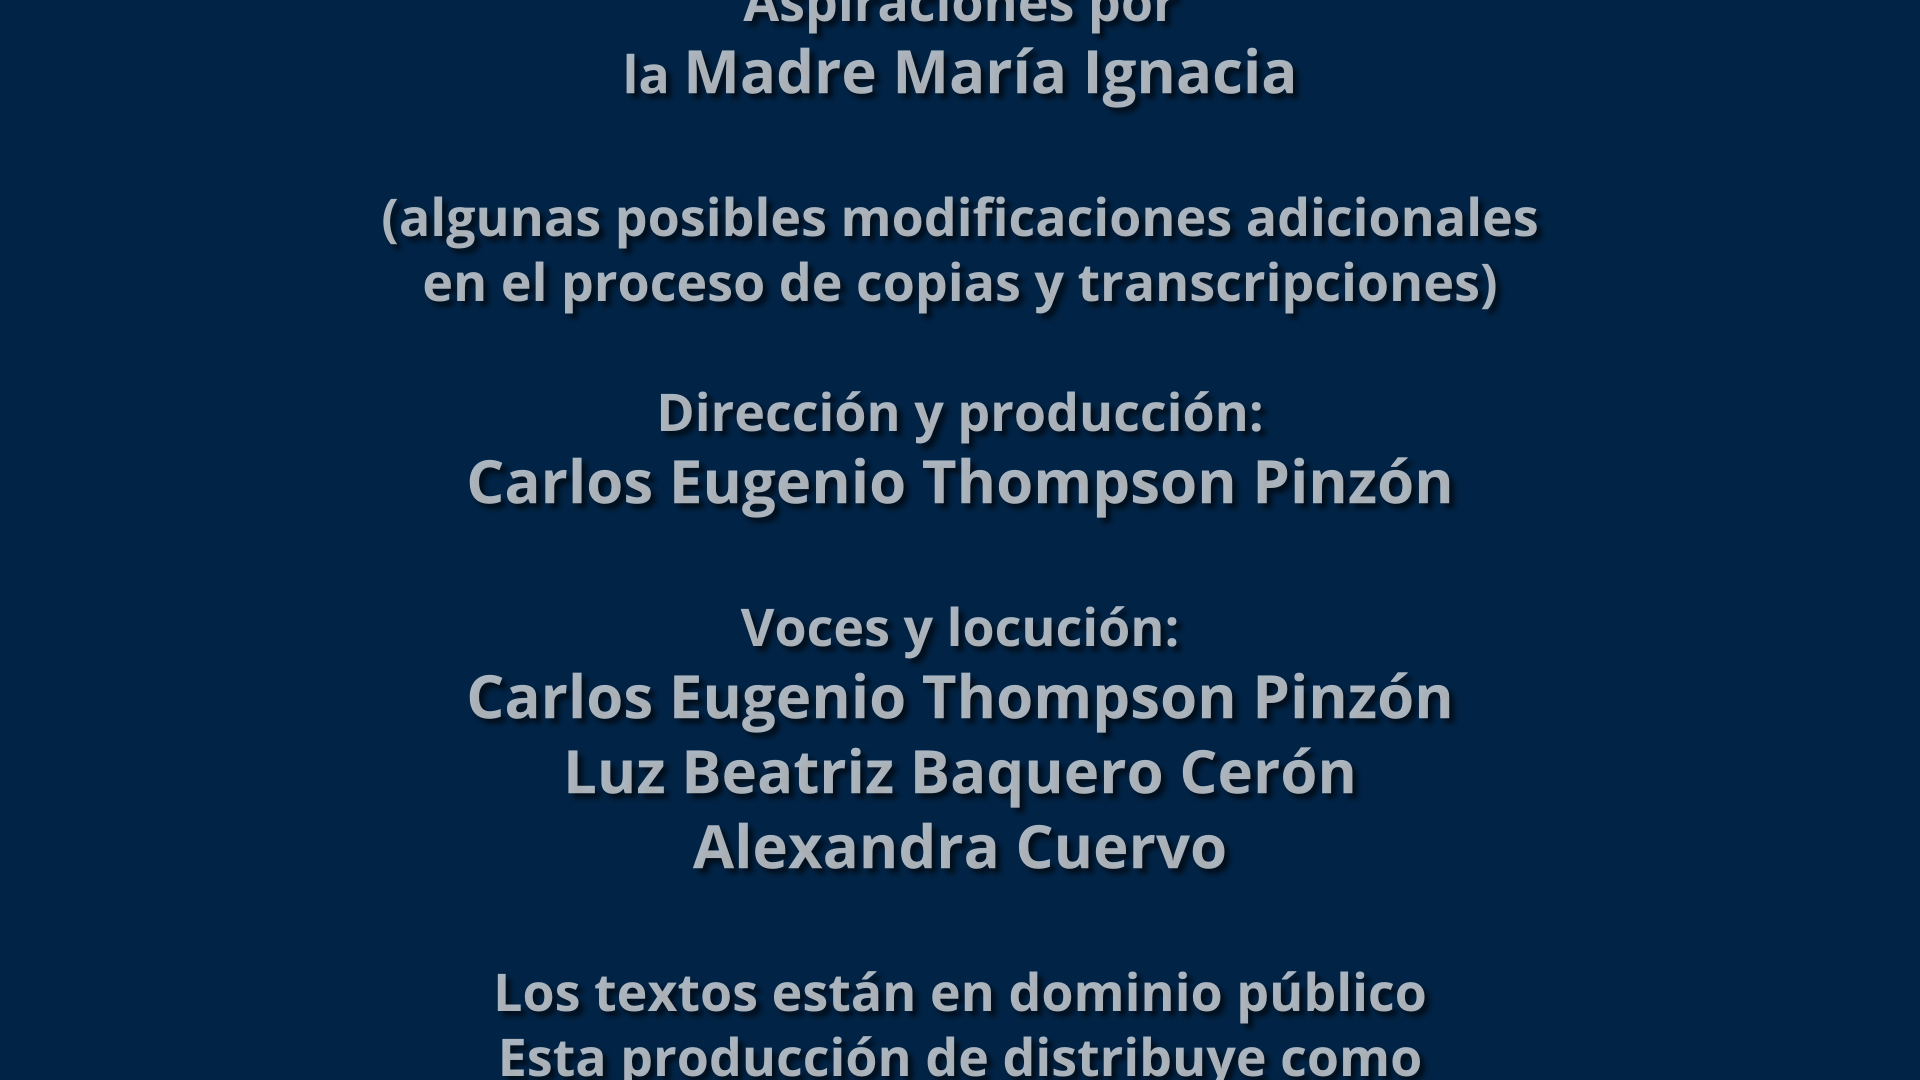 Aspiraciones por
la Madre María Ignacia
(algunas posibles modificaciones adicionales
en el proceso de copias y transcripciones)
Dirección y producción:
Carlos Eugenio Thompson Pinzón
Voces y locución:
Carlos Eugenio Thompson Pinzón
Luz Beatriz Baquero Cerón
Alexandra Cuervo
Los textos están en dominio público
Esta producción de distribuye como